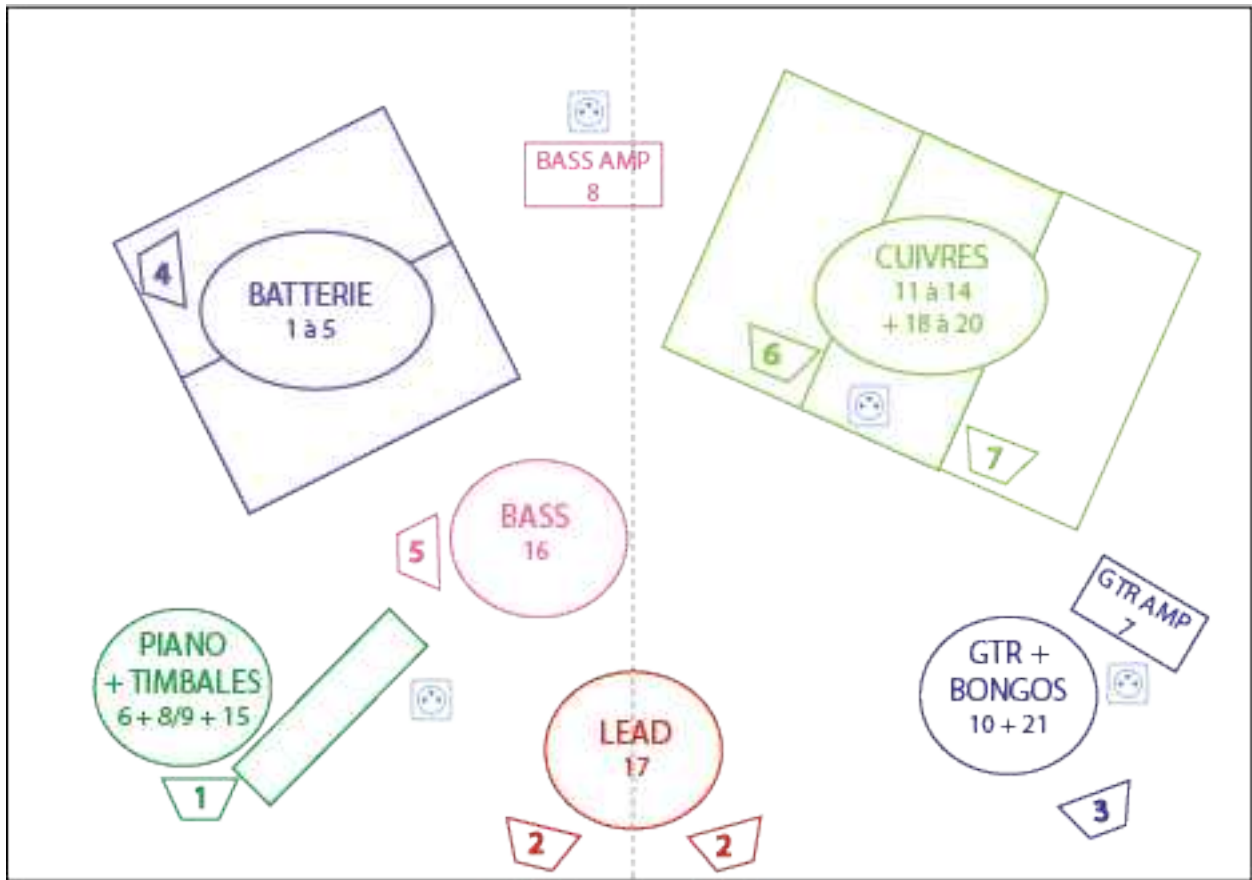 BASS AMP
8
4
BATTERIE
1 à 5
CUIVRES
11 à 14
+ 18 à 20
6
7
BASS
16
5
GTR AMP
7
PIANO
+ TIMBALES
6 + 8/9 + 15
1
GTR +
BONGOS
10 + 21
LEAD
17
3
2
2